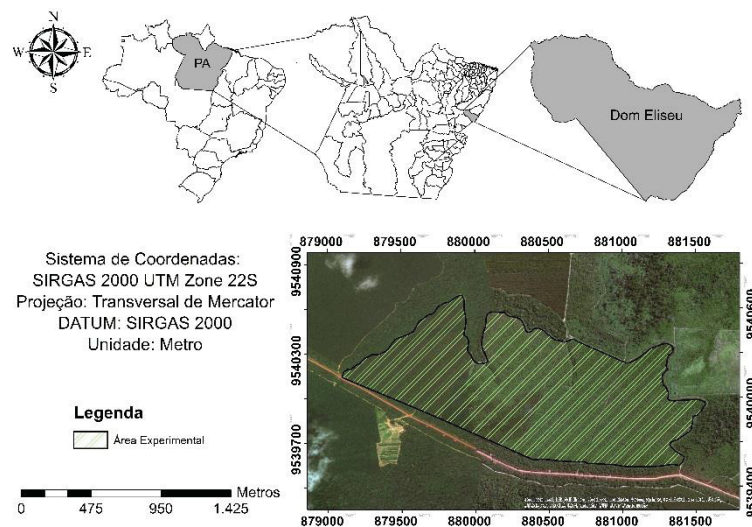 N
W E
S
PA
Dom Eliseu
Sistema de Coordenadas:
SIRGAS 2000 UTM Zone 22S
Projeção: Transversal de Mercator
DATUM: SIRGAS 2000
Unidade: Metro
Legenda
Área Experimental
Metros
0 475 950 1.425
879000 879500 880000 880500 881000 881500
9540900
9540300
9539700
9540600
9540000
9539400
879000 879500 880000 880500 881000 881500